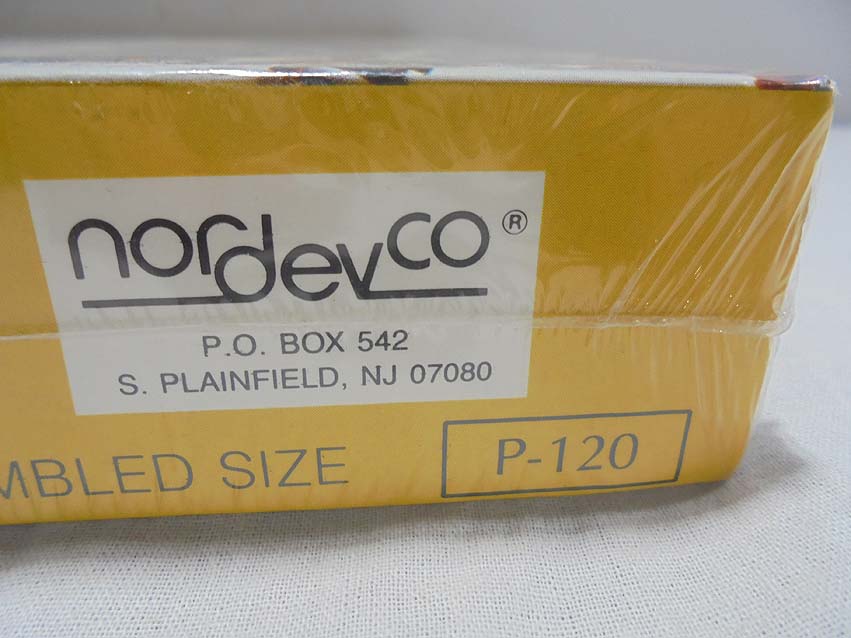 nordevco®
P.O. BOX 542
S. PLAINFIELD, NJ 07080
MBLED SIZE
P-120